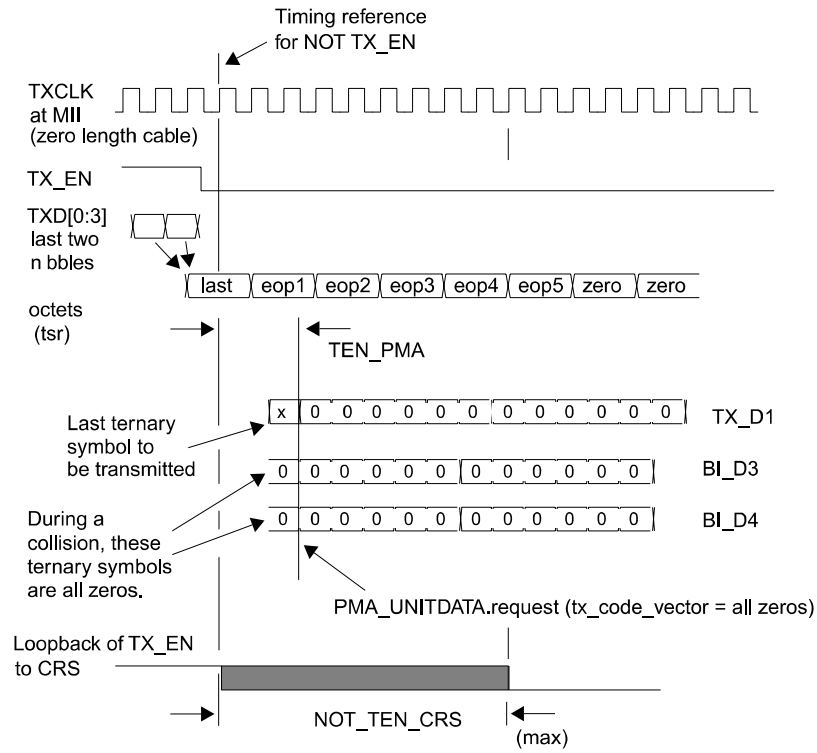 Timing reference
for NOT TX_EN
TXCLK
at MII
(zero length cable)
TX_EN
TXD[0:3]
last two
n bbles
last eop1 eop2 eop3 eop4 eop5 zero zero
octets
(tsr)
TEN_PMA
x 0 0 0 0 0 0 0 0 0 0 0 0 TX_D1
Last ternary
symbol to
be transmitted
0 0 0 0 0 0 0 0 0 0 0 0 BI_D3
0 0 0 0 0 0 0 0 0 0 0 0 BI_D4
During a
collision, these
ternary symbols
are all zeros.
PMA_UNITDATA.request (tx_code_vector = all zeros)
Loopback of TX_EN
to CRS
NOT_TEN_CRS
(max)